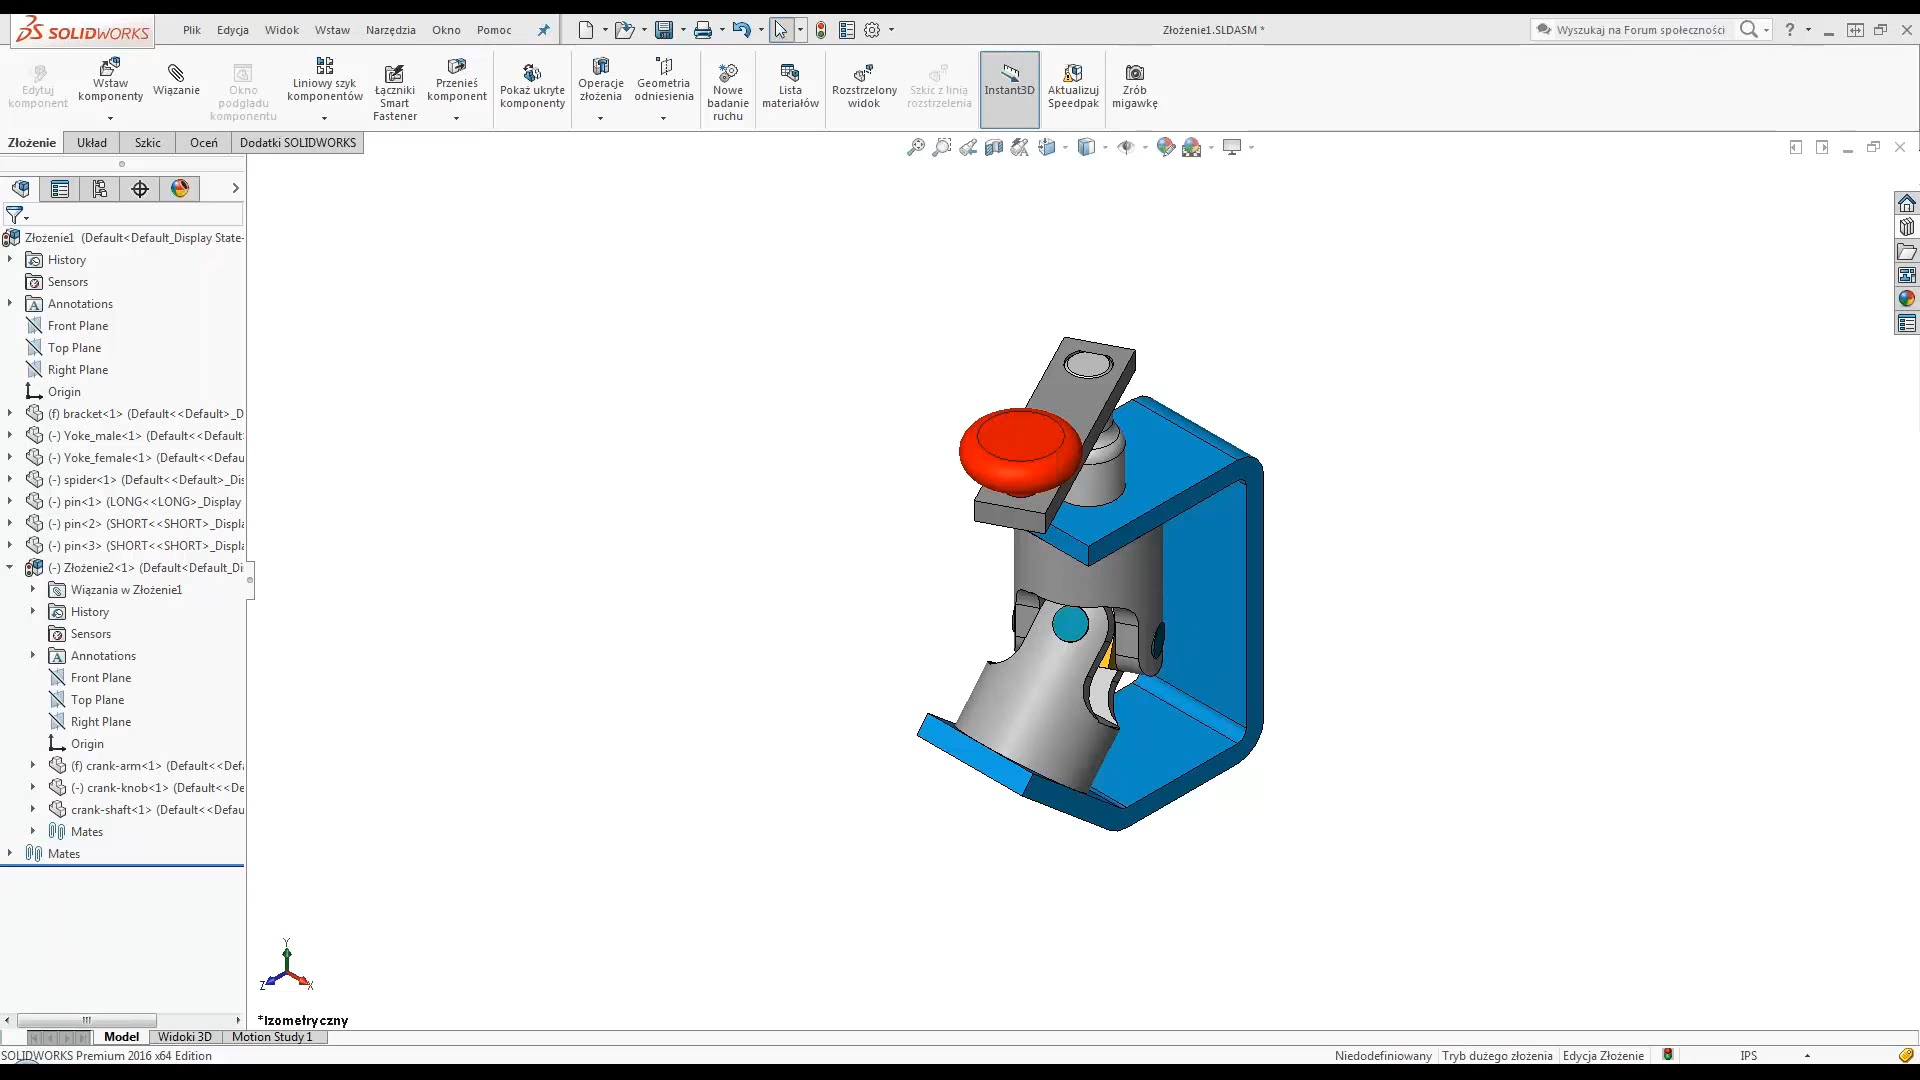 SOLIDWORKS
Plik Edycja Widok Wstaw Narzędzia Okno Pomoc
Złożenie1.SLDASM *
Wyszukaj na Forum społeczności
Edytuj
komponent
Wstaw
komponenty
Wiązanie
Okno
podglądu
komponentu
Liniowy szyk
komponentów
Łączniki
Smart
Fastener
Przenieś
komponent
Pokaż ukryte
komponenty
Operacje
złożenia
Geometria
odniesienia
Nowe
badanie
ruchu
Lista
materiałów
Rozstrzelony
widok
Szkic z linią
rozstrzelenia
Instant3D
Aktualizuj
Speedpak
Zrób
migawkę
Złożenie Układ Szkic Oceń Dodatki SOLIDWORKS
Złożenie1 (Default<Default_Display State-
History
Sensors
Annotations
Front Plane
Top Plane
Right Plane
Origin
(f) bracket<1> (Default<<Default>_D
(-) Yoke_male<1> (Default<<Default
(-) Yoke_female<1> (Default<<Defau
(-) spider<1> (Default<<Default>_Dis
(-) pin<1> (LONG<<LONG>_Display
(-) pin<2> (SHORT<<SHORT>_Displa
(-) pin<3> (SHORT<<SHORT>_Displa
(-) Złożenie2<1> (Default<Default_Di
Wiązania w Złożenie1
History
Sensors
Annotations
Front Plane
Top Plane
Right Plane
Origin
(f) crank-arm<1> (Default<<Defa
(-) crank-knob<1> (Default<<De
crank-shaft<1> (Default<<Defau
Mates
Mates
Y
Z
X
*Izometryczny
Model Widoki 3D Motion Study 1
SOLIDWORKS Premium 2016 x64 Edition
Niedodefiniowany Tryb dużego złożenia Edycja Złożenie IPS